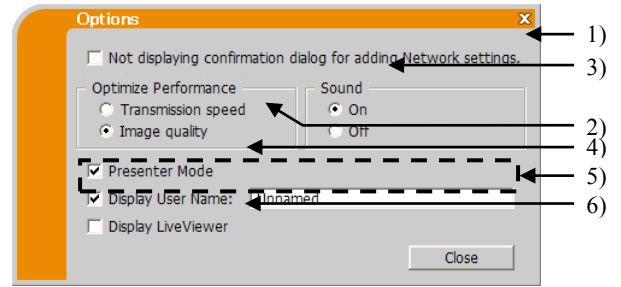 Options x
1)
Not displaying confirmation dialog for adding Network settings.
3)
Optimize Performance Sound
Transmission speed On
2)
Image quality Off
4)
Presenter Mode
5)
Display User Name: Unnamed
6)
Display LiveViewer
Close